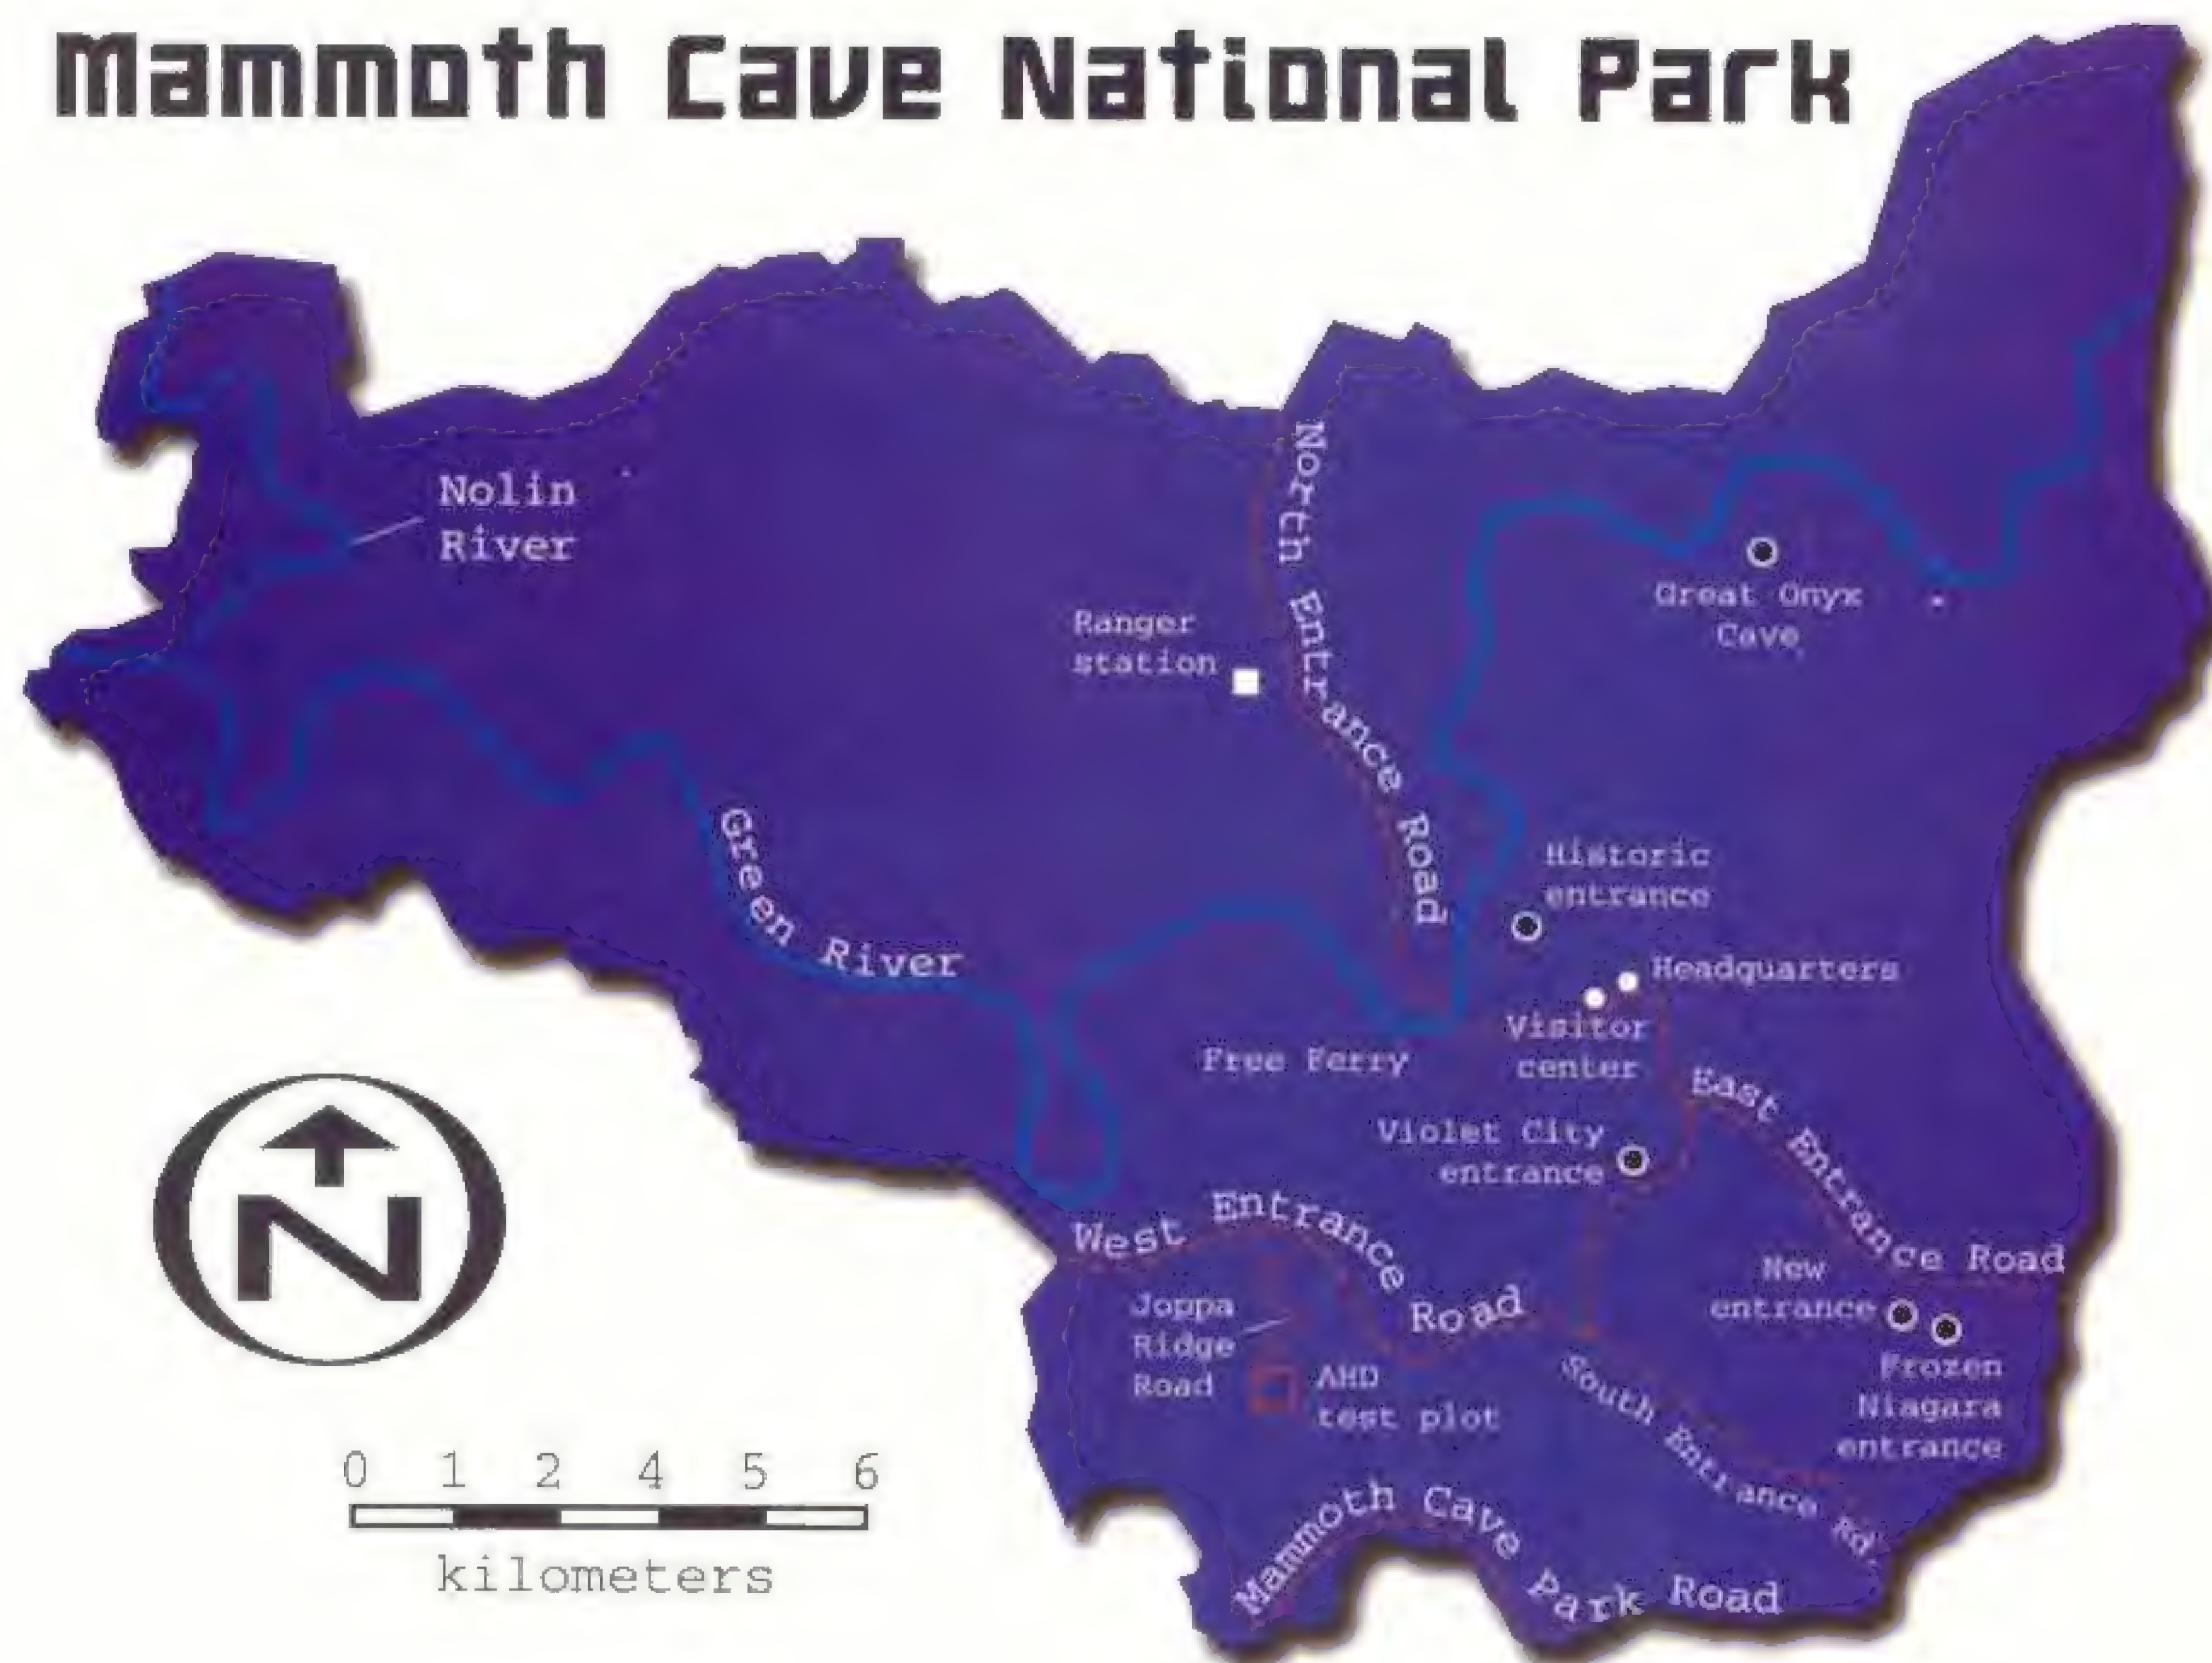 Mammoth Cave National Park
Nolin
River
North Entrance Road
Great Onyx
Cave
Ranger
station
Green River
Historic
entrance
Headquarters
Visitor
center
Free Ferry
East Entrance Road
Violet City
entrance
West Entrance Road
New
entrance
Joppa
Ridge
Road
AHD
test plot
Frozen
Niagara
entrance
South Entrance Rd.
Mammoth Cave Park Road
N
0 1 2 4 5 6
kilometers